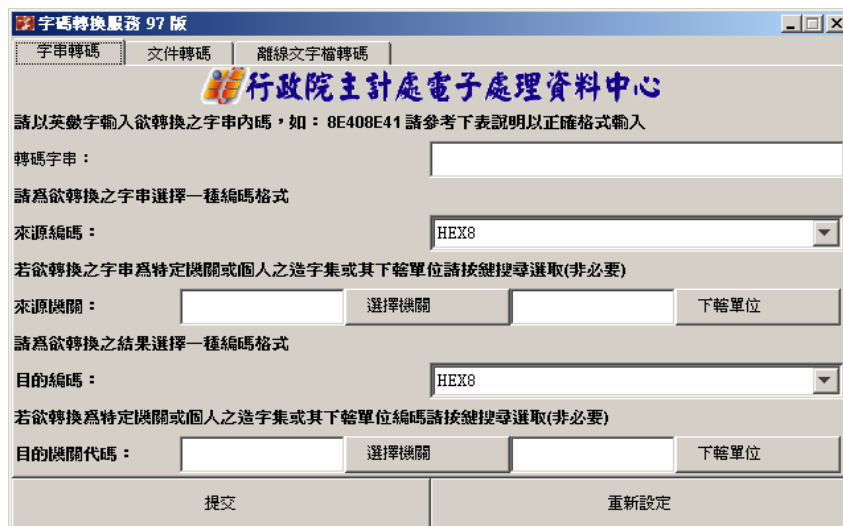 字碼轉換服務 97 版
字串轉碼 文件轉碼 離線文字檔轉碼
行政院主計處電子處理資料中心
請以英數字輸入欲轉換之字串內碼，如：8E408E41 請參考下表說明以正確格式輸入
轉碼字串：
請為欲轉換之字串選擇一種編碼格式
來源編碼： HEX8
若欲轉換之字串為特定機關或個人之造字集或其下轄單位請按鍵搜尋選取(非必要)
來源機關： 選擇機關 下轄單位
請為欲轉換之結果選擇一種編碼格式
目的編碼： HEX8
若欲轉換為特定機關或個人之造字集或其下轄單位編碼請按鍵搜尋選取(非必要)
目的機關代碼： 選擇機關 下轄單位
提交 重新設定